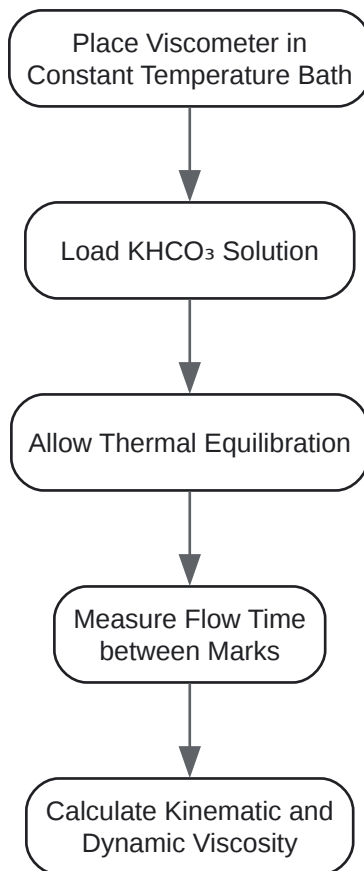 Place Viscometer in
Constant Temperature Bath
Load KHCO₃ Solution
Allow Thermal Equilibration
Measure Flow Time
between Marks
Calculate Kinematic and
Dynamic Viscosity